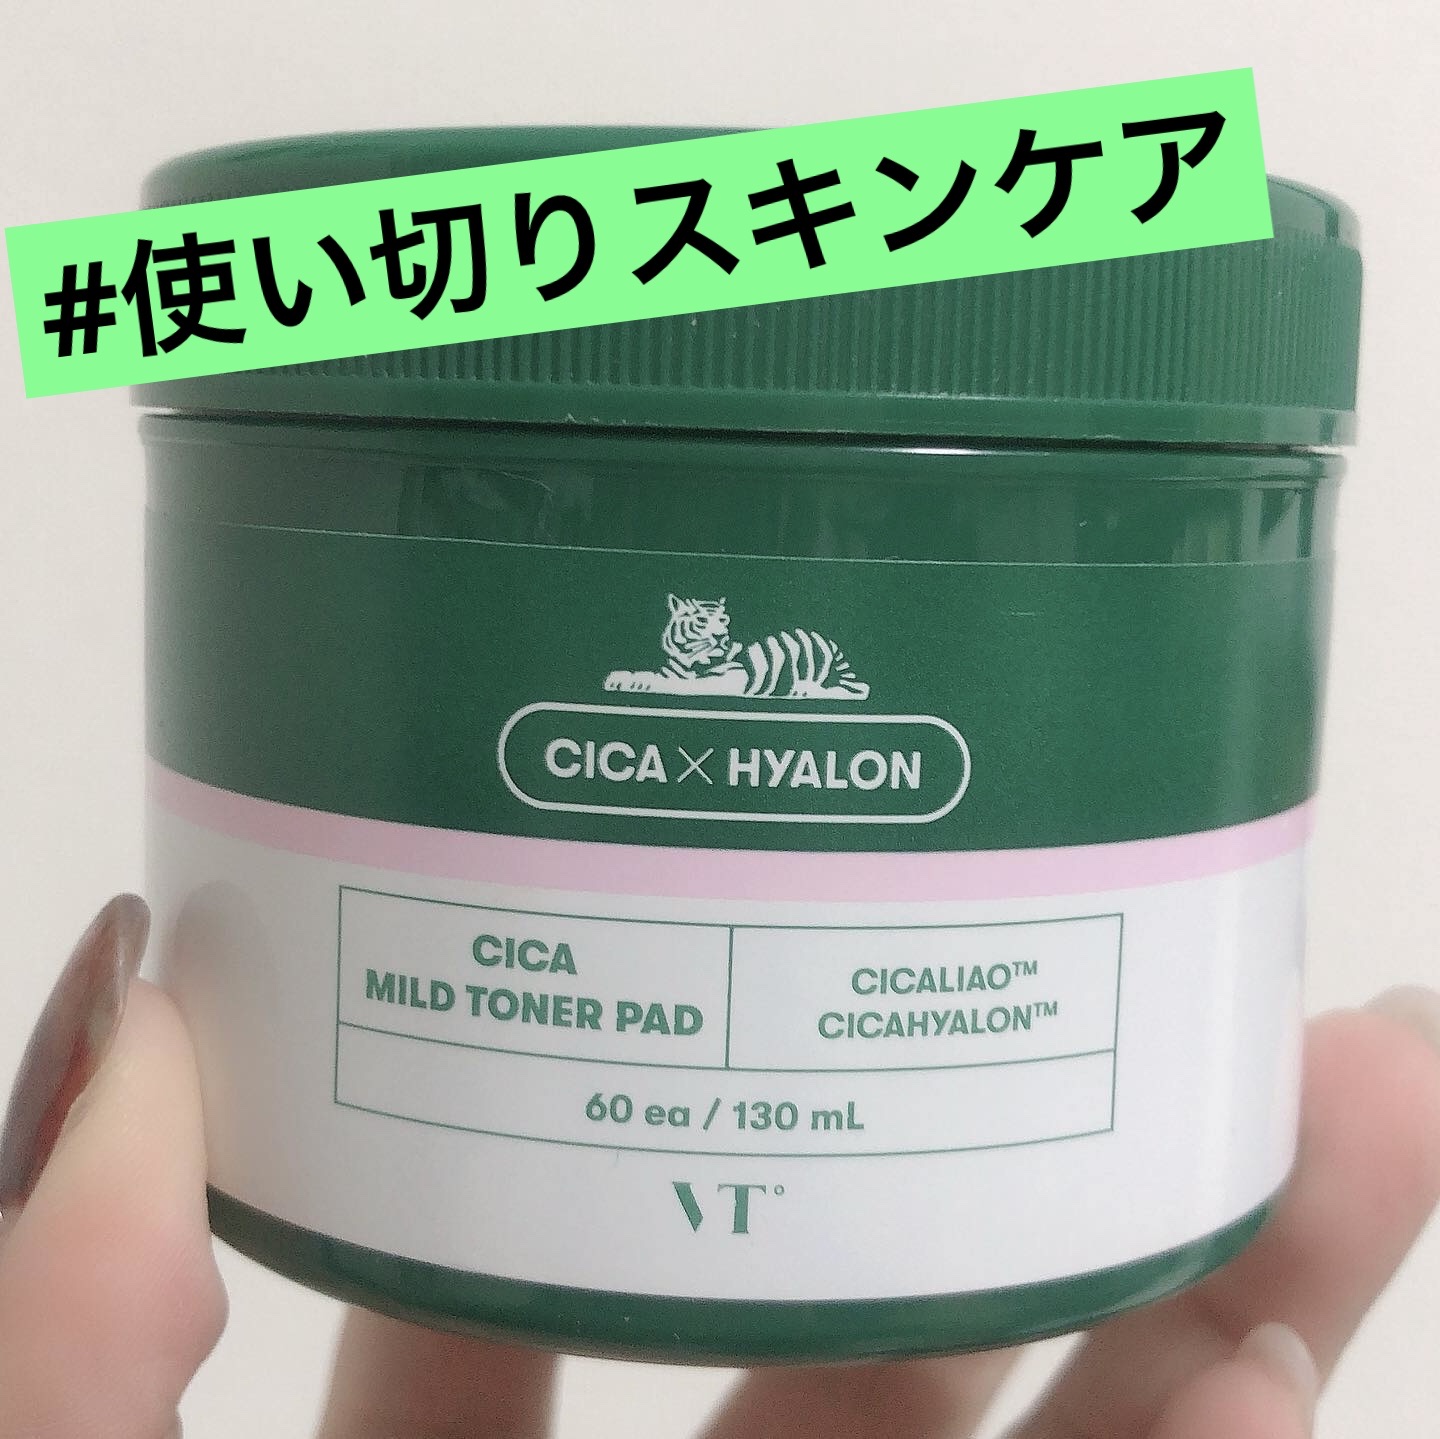 #使い切りスキンケア
CICA×HYALON
CICA
MILD TONER PAD
CICALIAO™
CICAHYALON™
60 ea / 130 mL
VT°